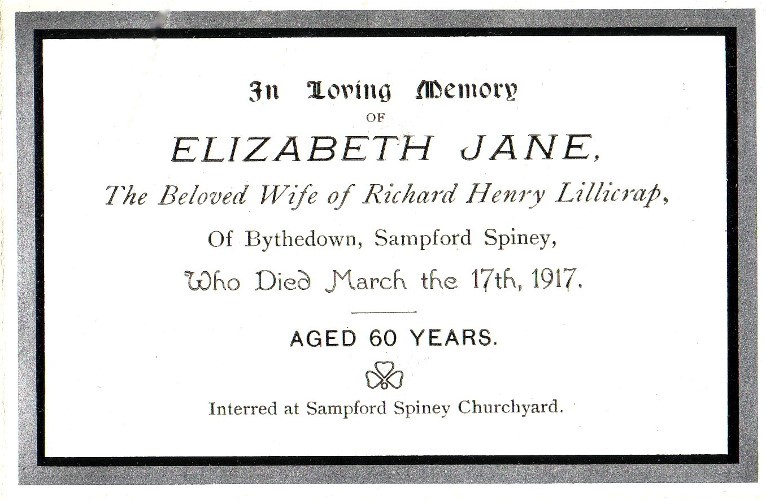 In Loving Memory
OF
ELIZABETH JANE,
The Beloved Wife of Richard Henry Lillicrap,
Of Bythedown, Sampford Spiney,
Who Died March the 17th, 1917.
AGED 60 YEARS.
Interred at Sampford Spiney Churchyard.